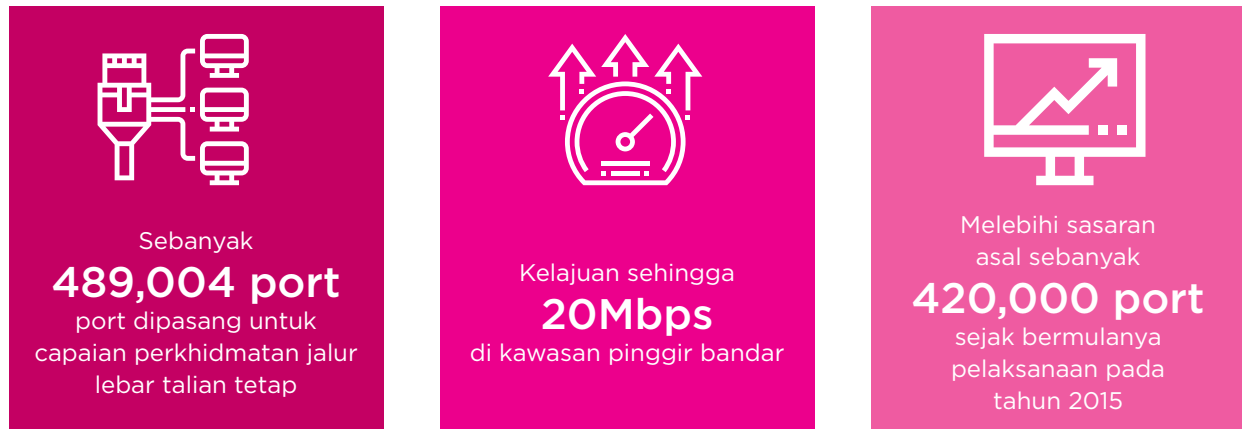 Sebanyak
489,004 port
port dipasang untuk
capaian perkhidmatan jalur
lebar talian tetap
Kelajuan sehingga
20Mbps
di kawasan pinggir bandar
Melebihi sasaran
asal sebanyak
420,000 port
sejak bermulanya
pelaksanaan pada
tahun 2015